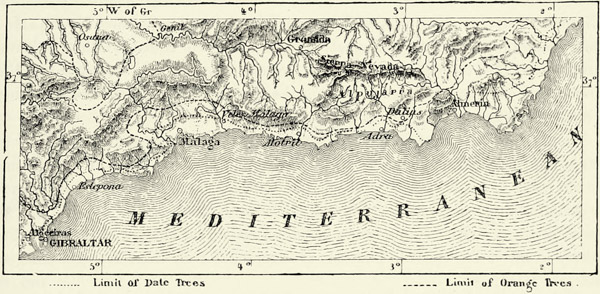 5° W of Gr 4° 3° 2°
Osuna
Genil
Granada
Sierra Nevada
37° 37°
Alpujarra
Almeria
Velez Malaga
Dalias
Malaga
Motril
Adra
Estepona
MEDITERRANEAN
Algeciras
GIBRALTAR
5° 4° 3° 2°
Limit of Date Trees Limit of Orange Trees.